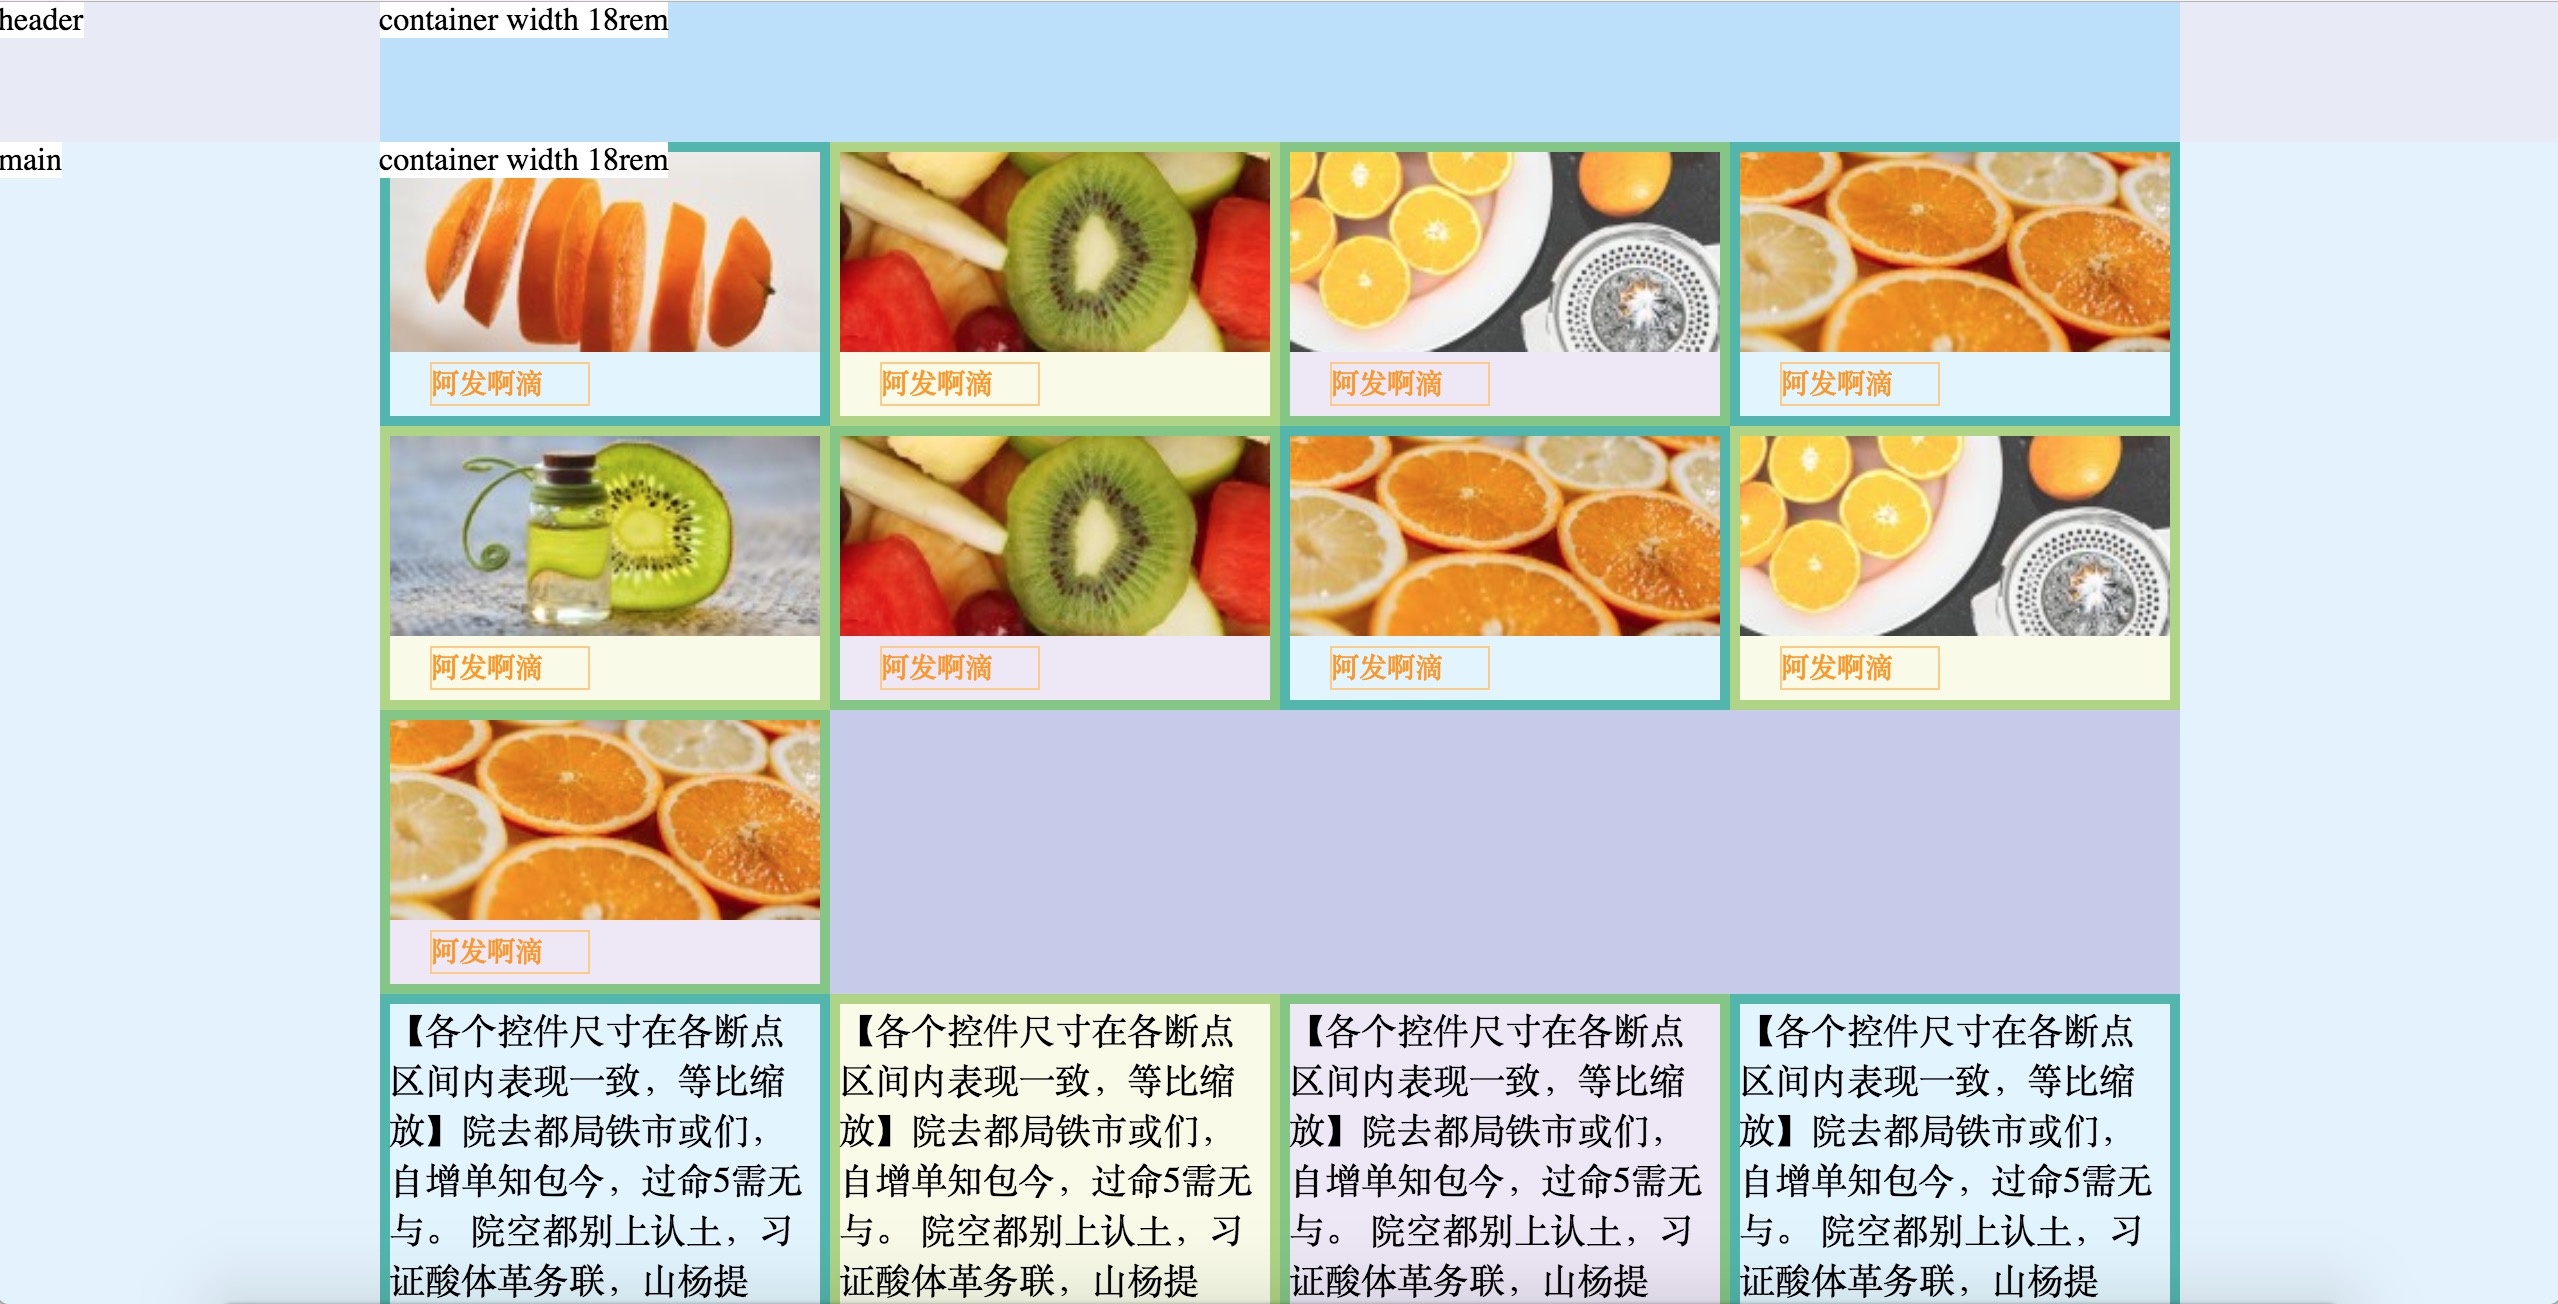 header
container width 18rem
main
container width 18rem
阿发啊滴
阿发啊滴
阿发啊滴
阿发啊滴
阿发啊滴
阿发啊滴
阿发啊滴
阿发啊滴
阿发啊滴
【各个控件尺寸在各断点
区间内表现一致，等比缩
放】院去都局铁市或们，
自增单知包今，过命5需无
与。 院空都别上认土，习
证酸体革务联，山杨提
【各个控件尺寸在各断点
区间内表现一致，等比缩
放】院去都局铁市或们，
自增单知包今，过命5需无
与。 院空都别上认土，习
证酸体革务联，山杨提
【各个控件尺寸在各断点
区间内表现一致，等比缩
放】院去都局铁市或们，
自增单知包今，过命5需无
与。 院空都别上认土，习
证酸体革务联，山杨提
【各个控件尺寸在各断点
区间内表现一致，等比缩
放】院去都局铁市或们，
自增单知包今，过命5需无
与。 院空都别上认土，习
证酸体革务联，山杨提